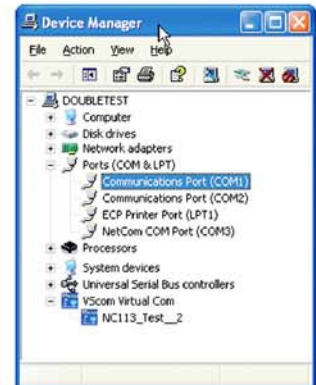 Device Manager
File Action View Help
DOUBLETEST
Computer
Disk drives
Network adapters
Ports (COM & LPT)
Communications Port (COM1)
Communications Port (COM2)
ECP Printer Port (LPT1)
NetCom COM Port (COM3)
Processors
System devices
Universal Serial Bus controllers
VScom Virtual Com
NC113_Test__2